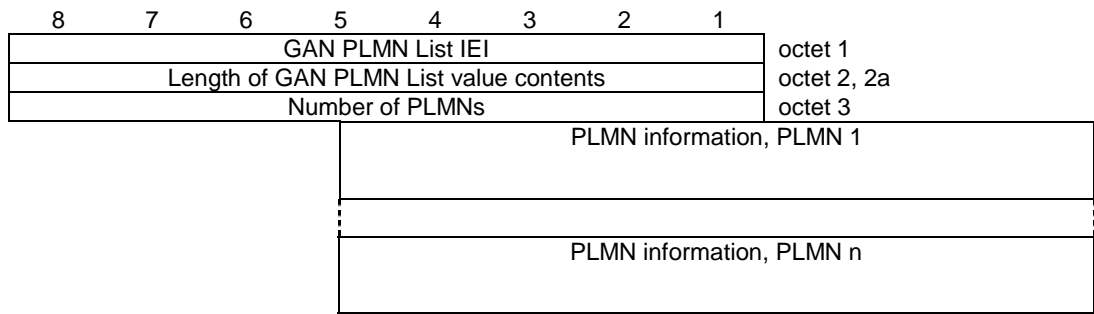 8 7 6 5 4 3 2 1
GAN PLMN List IEI octet 1
Length of GAN PLMN List value contents octet 2, 2a
Number of PLMNs octet 3
PLMN information, PLMN 1
PLMN information, PLMN n